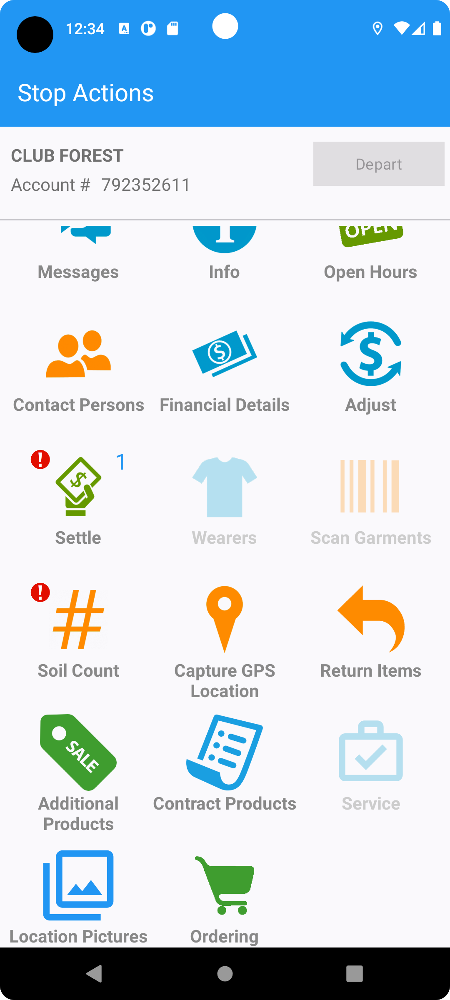 12:34
Stop Actions
CLUB FOREST
Depart
Account # 792352611
OPEN
Messages
Info
Open Hours
Contact Persons
Financial Details
Adjust
1
Settle
Wearers
Scan Garments
Soil Count
Capture GPS
Location
Return Items
SALE
Additional
Products
Contract Products
Service
Location Pictures
Ordering